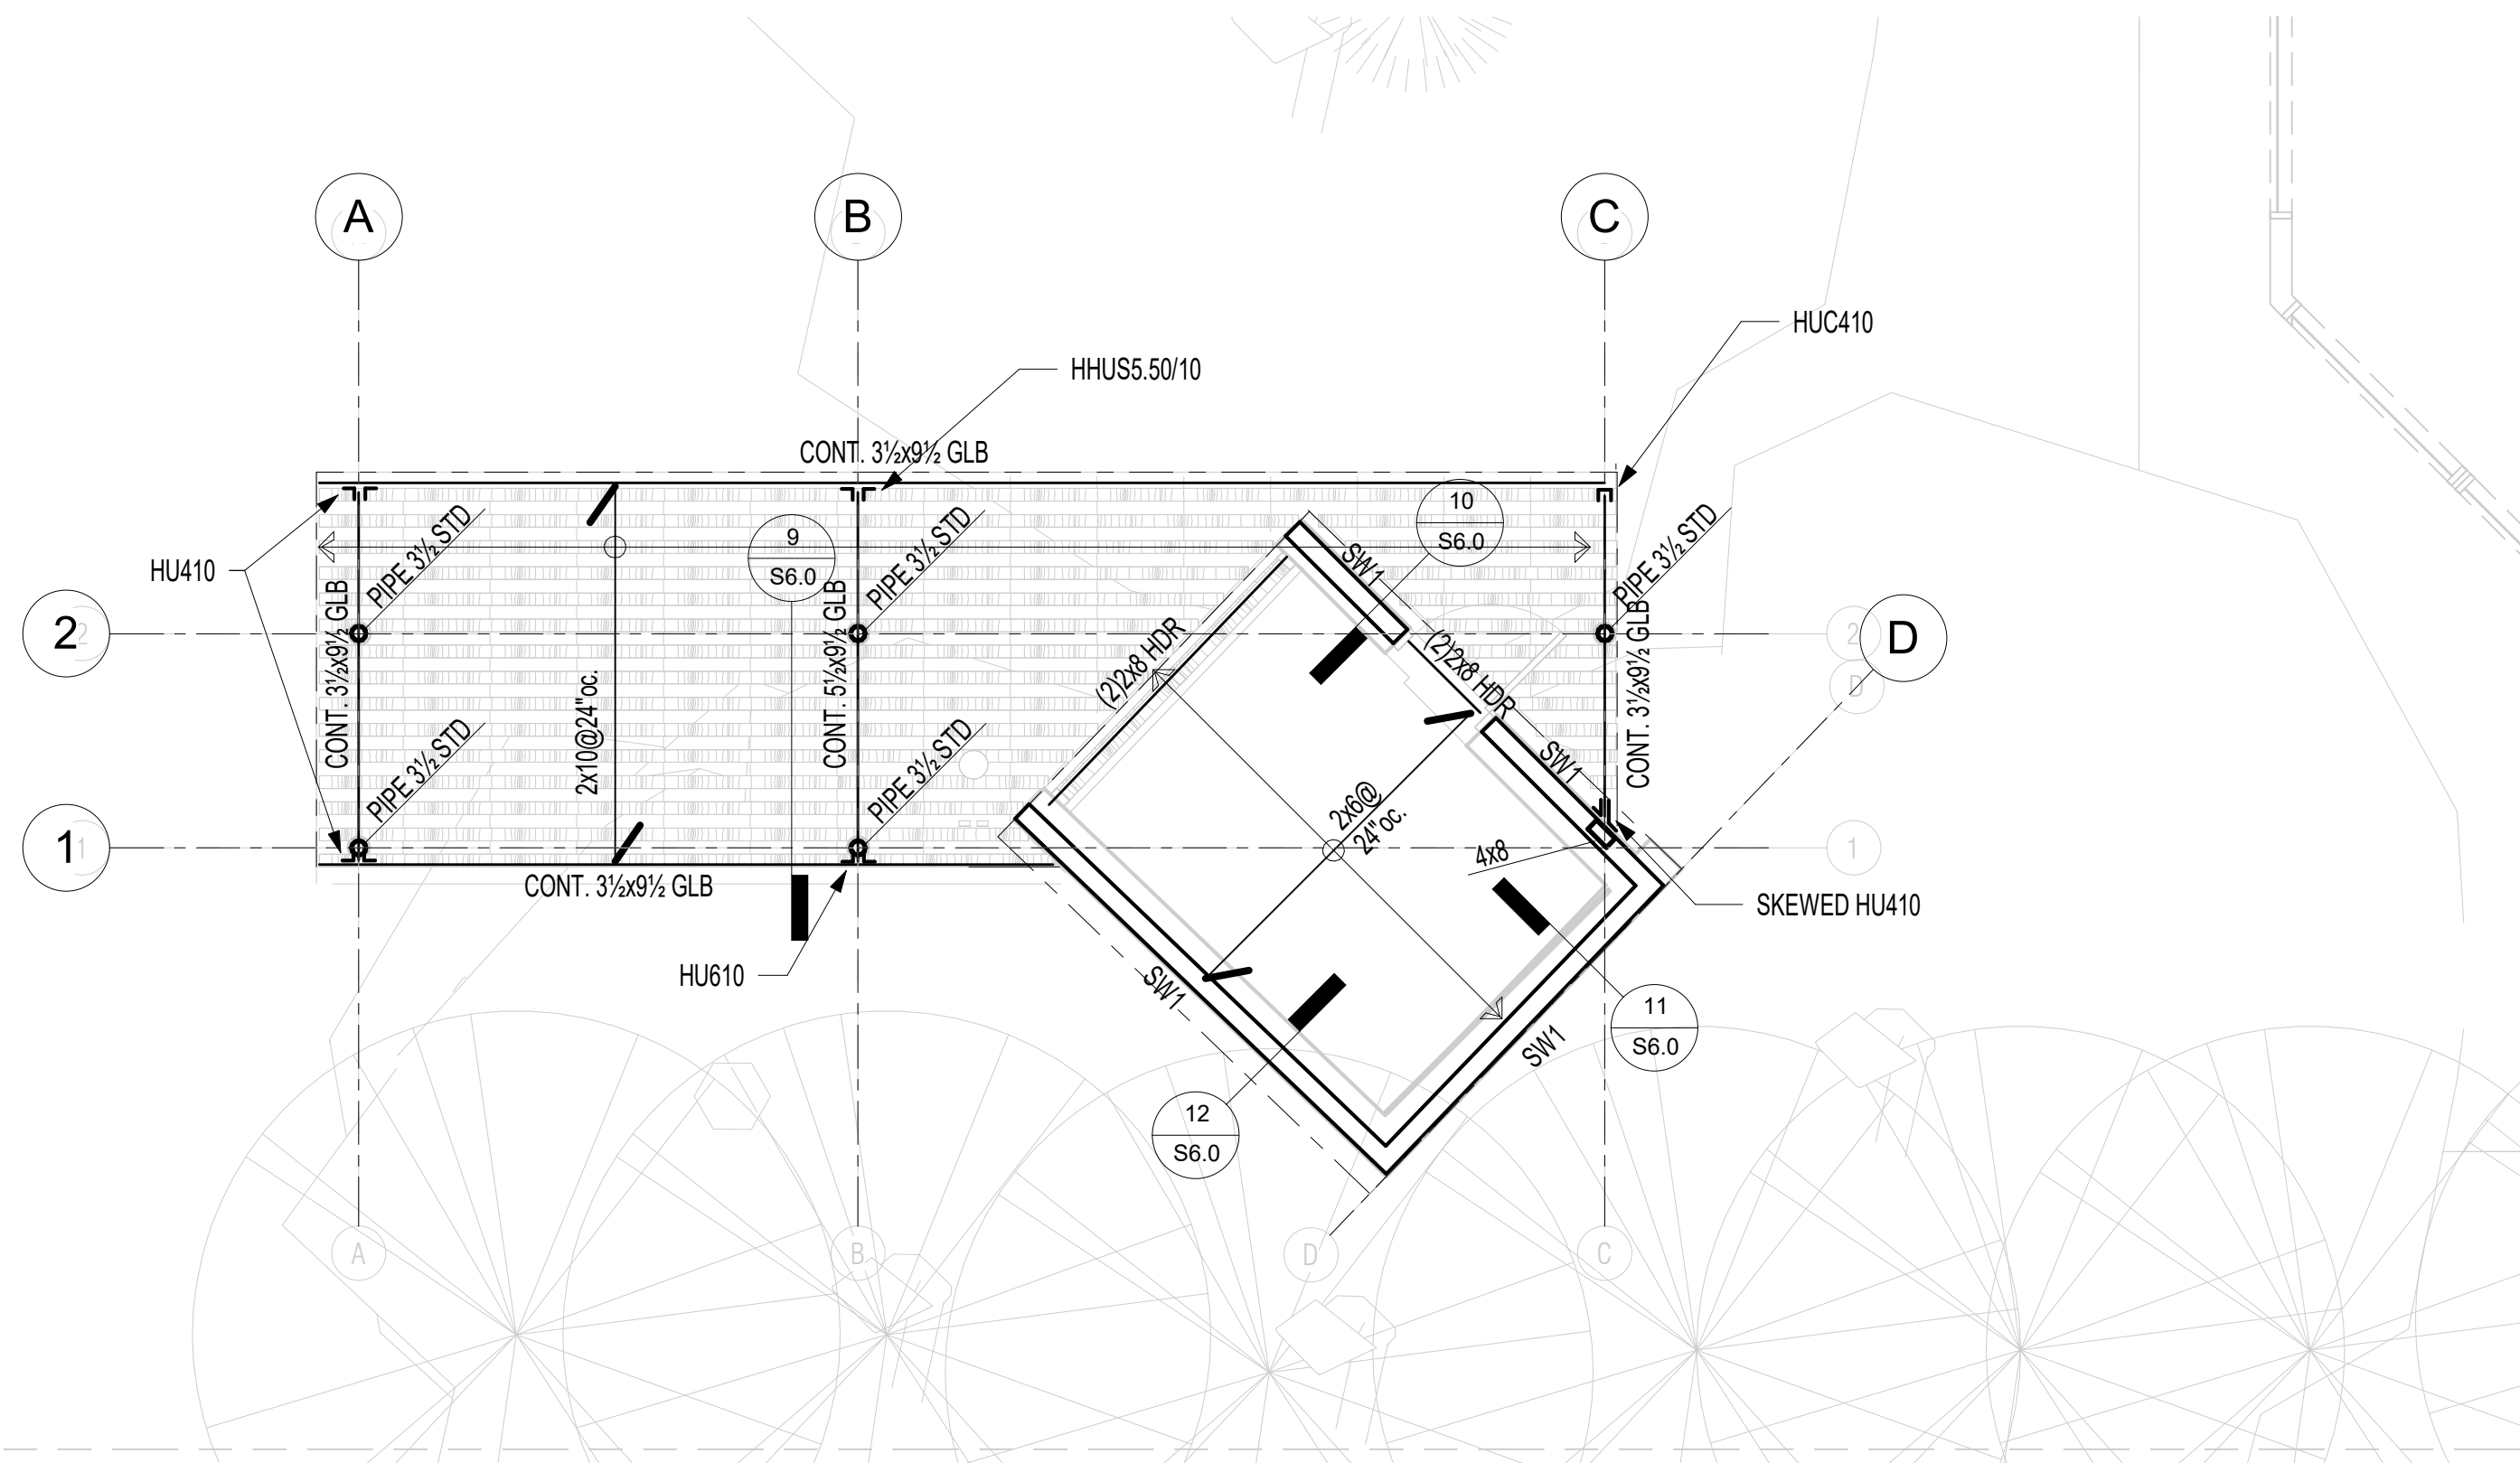 A
B
C
HUC410
HHUS5.50/10
CONT. 3½x9½ GLB
10
S6.0
9
S6.0
PIPE 3½ STD
PIPE 3½ STD
PIPE 3½ STD
SW1
HU410
CONT. 3½x9½ GLB
CONT. 5½x9½ GLB
2
2
2
D
D
(2)2x8 HDR
(2)2x8 HDR
CONT. 3½x9½ GLB
2x10@24"oc.
PIPE 3½ STD
PIPE 3½ STD
SW1
2x6@
24"oc.
1
1
1
4x8
CONT. 3½x9½ GLB
SKEWED HU410
HU610
SW1
SW1
11
S6.0
12
S6.0
A
B
D
C